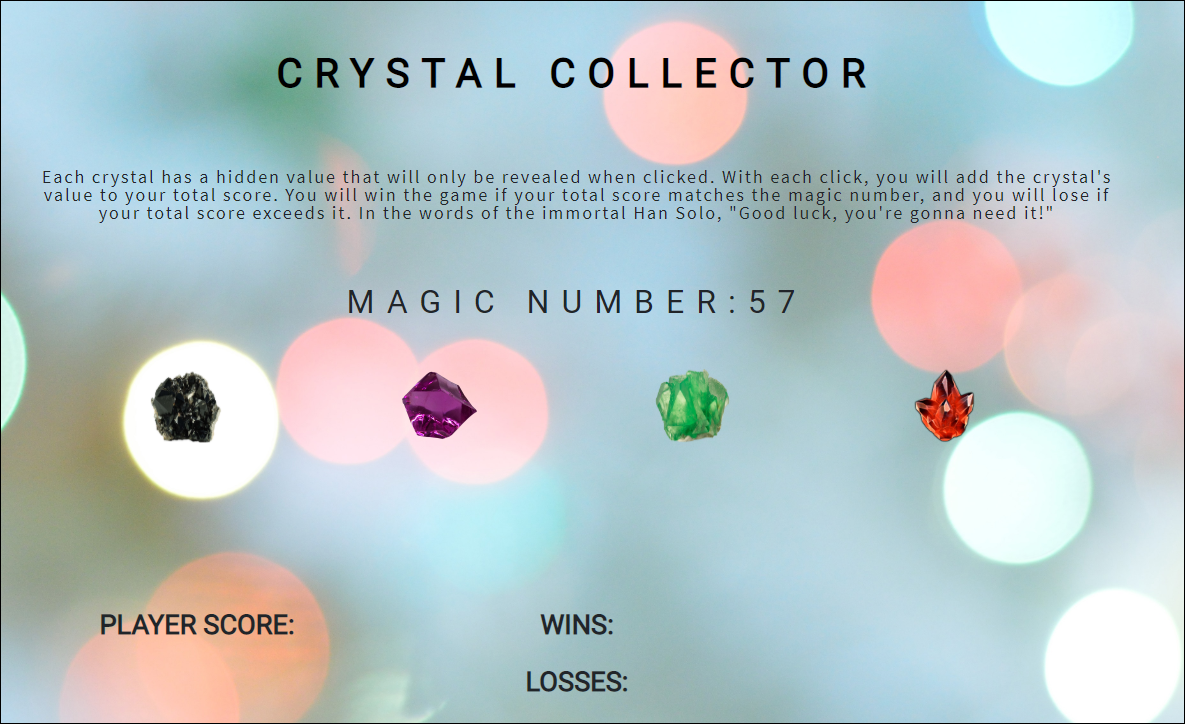 CRYSTAL COLLECTOR
Each crystal has a hidden value that will only be revealed when clicked. With each click, you will add the crystal's
value to your total score. You will win the game if your total score matches the magic number, and you will lose if
your total score exceeds it. In the words of the immortal Han Solo, "Good luck, you're gonna need it!"
MAGIC NUMBER:57
PLAYER SCORE:
WINS:
LOSSES: